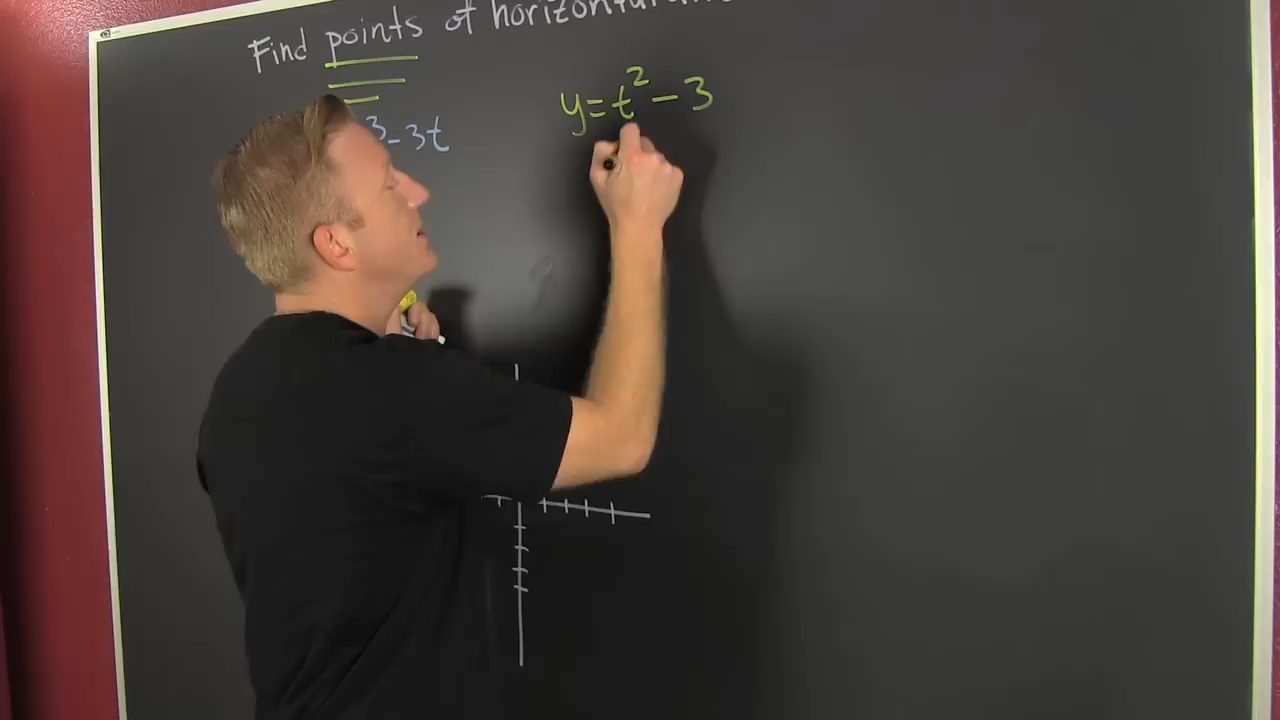 Find points of horizontal
3 - 3t
y = t² - 3